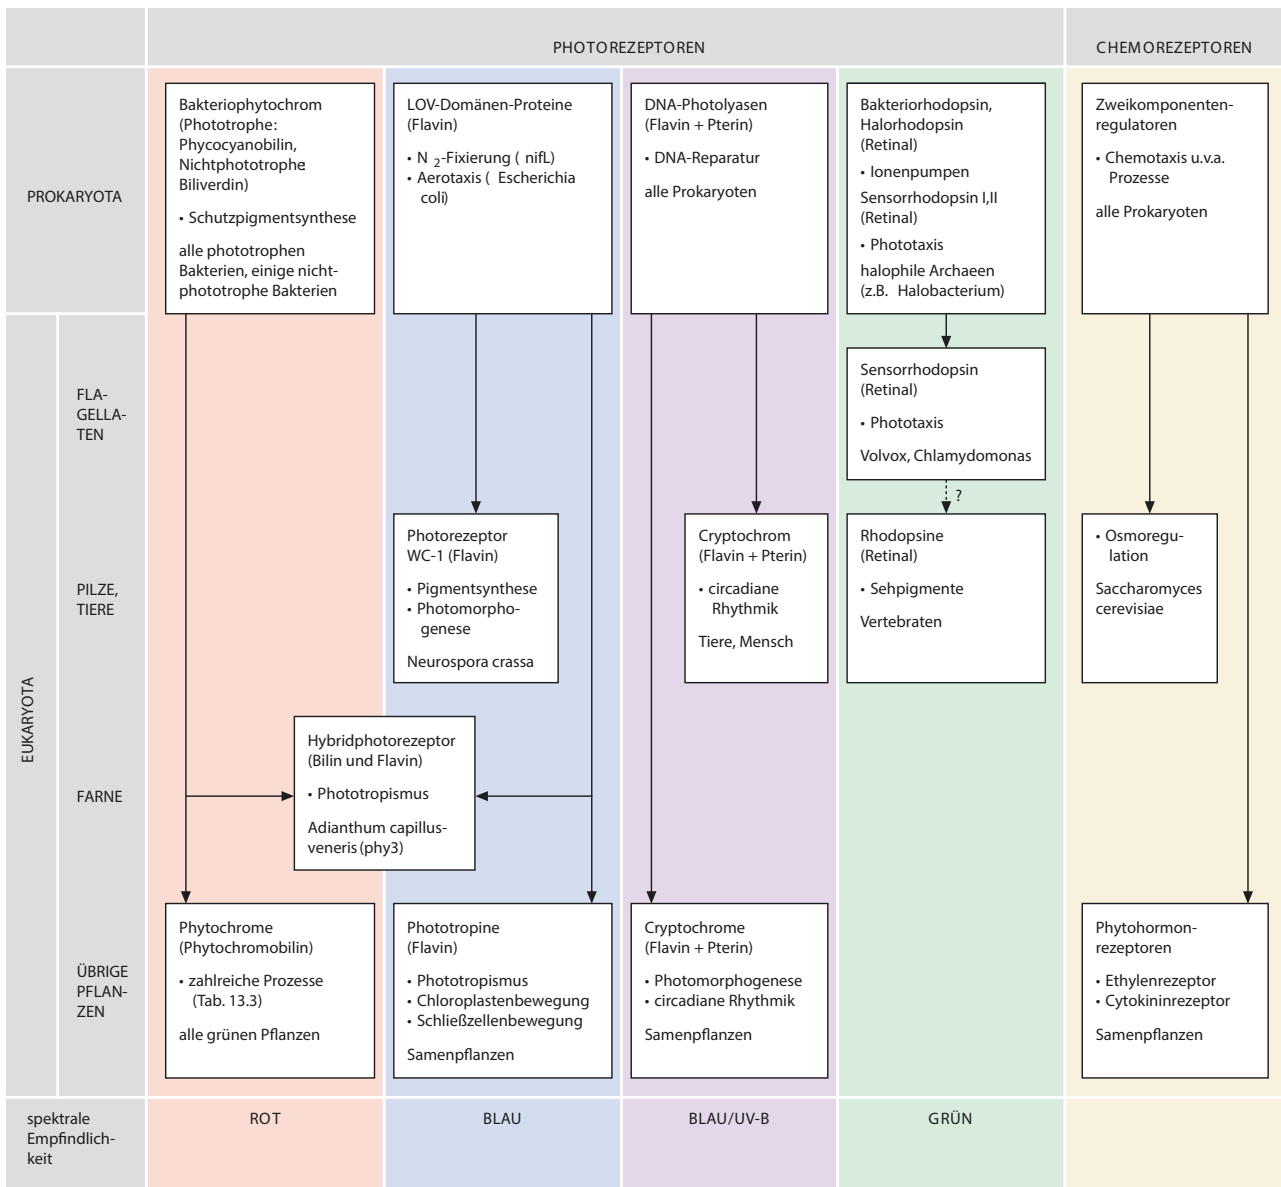 PHOTOREZEPTOREN
CHEMOREZEPTOREN
PROKARYOTA
Bakteriophytochrom
(Phototrophe:
Phycocyanobilin,
Nichtphototrophe:
Biliverdin)
• Schutzpigmentsynthese
alle phototrophen
Bakterien, einige nicht-
phototrophe Bakterien
LOV-Domänen-Proteine
(Flavin)
• N 2-Fixierung ( nifL)
• Aerotaxis ( Escherichia
coli)
DNA-Photolyasen
(Flavin + Pterin)
• DNA-Reparatur
alle Prokaryoten
Bakteriorhodopsin,
Halorhodopsin
(Retinal)
• Ionenpumpen
Sensorrhodopsin I,II
(Retinal)
• Phototaxis
halophile Archaeen
(z.B. Halobacterium)
Zweikomponenten-
regulatoren
• Chemotaxis u.v.a.
Prozesse
alle Prokaryoten
EUKARYOTA
FLA-
GELLA-
TEN
Sensorrhodopsin
(Retinal)
• Phototaxis
Volvox, Chlamydomonas
?
PILZE,
TIERE
Photorezeptor
WC-1 (Flavin)
• Pigmentsynthese
• Photomorpho-
genese
Neurospora crassa
Cryptochrom
(Flavin + Pterin)
• circadiane
Rhythmik
Tiere, Mensch
Rhodopsine
(Retinal)
• Sehpigmente
Vertebraten
• Osmoregu-
lation
Saccharomyces
cerevisiae
FARNE
Hybridphotorezeptor
(Bilin und Flavin)
• Phototropismus
Adianthum capillus-
veneris (phy3)
ÜBRIGE
PFLAN-
ZEN
Phytochrome
(Phytochromobilin)
• zahlreiche Prozesse
(Tab. 13.3)
alle grünen Pflanzen
Phototropine
(Flavin)
• Phototropismus
• Chloroplastenbewegung
• Schließzellenbewegung
Samenpflanzen
Cryptochrome
(Flavin + Pterin)
• Photomorphogenese
• circadiane Rhythmik
Samenpflanzen
Phytohormon-
rezeptoren
• Ethylenrezeptor
• Cytokininrezeptor
Samenpflanzen
spektrale
Empfindlich-
keit
ROT
BLAU
BLAU/UV-B
GRÜN